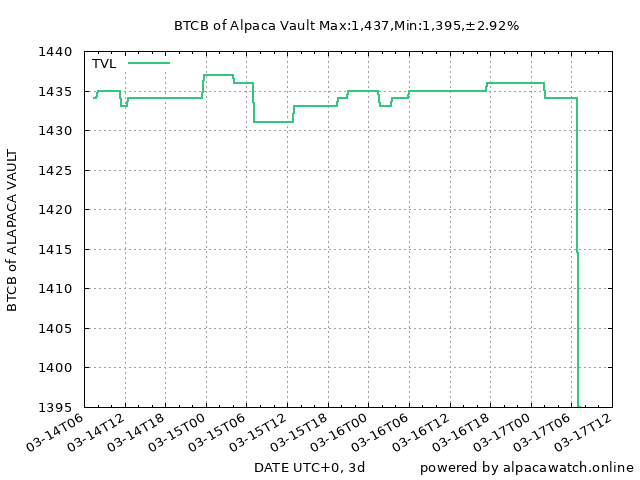 BTCB of Alpaca Vault Max:1,437,Min:1,395,±2.92%
TVL
1440
1435
1430
1425
1420
1415
1410
1405
1400
1395
BTCB of ALAPACA VAULT
03-14T06
03-14T12
03-14T18
03-15T00
03-15T06
03-15T12
03-15T18
03-16T00
03-16T06
03-16T12
03-16T18
03-17T00
03-17T06
03-17T12
DATE UTC+0, 3d
powered by alpacawatch.online